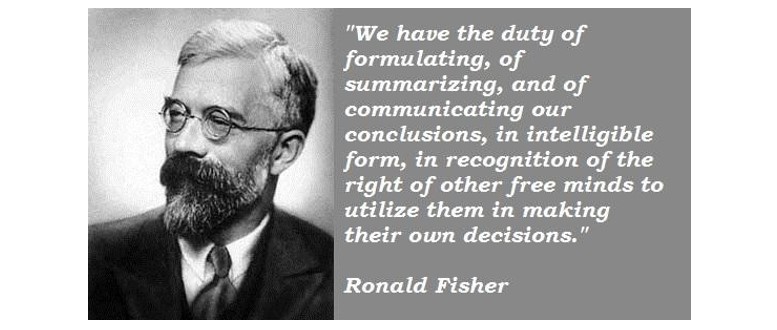 "We have the duty of
formulating, of
summarizing, and of
communicating our
conclusions, in intelligible
form, in recognition of the
right of other free minds to
utilize them in making
their own decisions."
Ronald Fisher